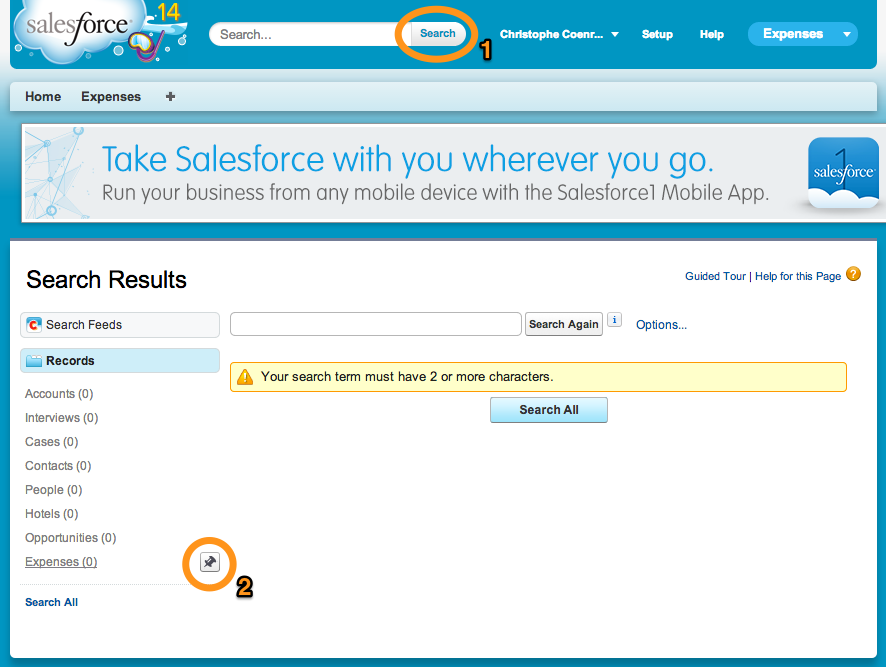 salesforce 14
Search... Search 1 Christophe Coenr... Setup Help Expenses
Home Expenses +
Take Salesforce with you wherever you go.
Run your business from any mobile device with the Salesforce1 Mobile App.
1
salesforce
Search Results
Guided Tour | Help for this Page ?
C Search Feeds
Search Again i Options...
Records
Your search term must have 2 or more characters.
Search All
Accounts (0)
Interviews (0)
Cases (0)
Contacts (0)
People (0)
Hotels (0)
Opportunities (0)
Expenses (0)
2
Search All